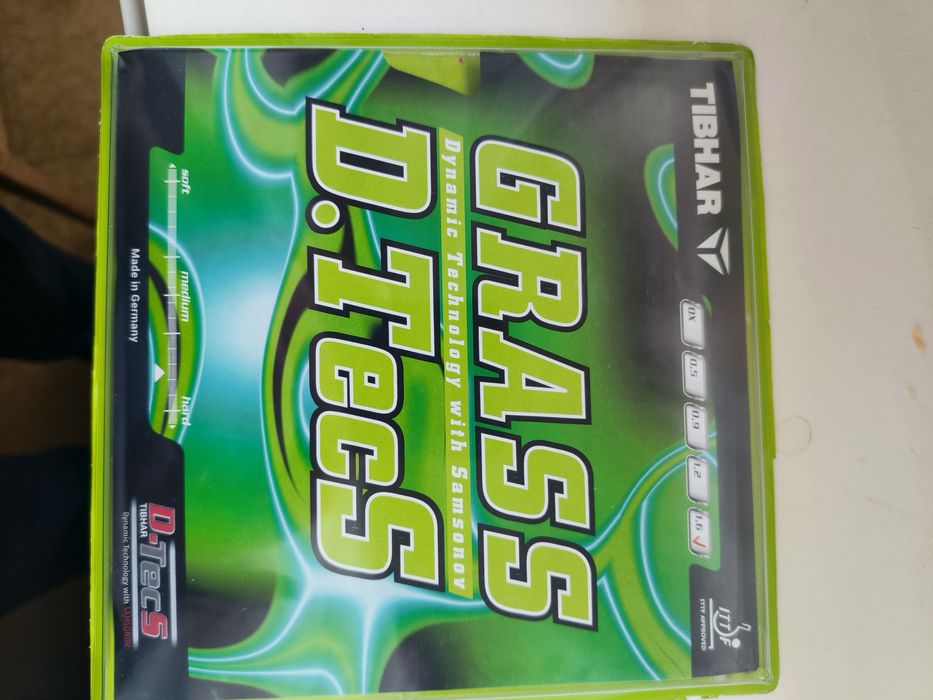 TIBHAR
OX
0.5
0.9
1.2
1.6
ITTF
ITTF APPROVED
GRASS
Dynamic Technology with Samsonov
D.TecS
soft medium hard
Made in Germany
D-TecS
TIBHAR
Dynamic Technology with SAMSONOV